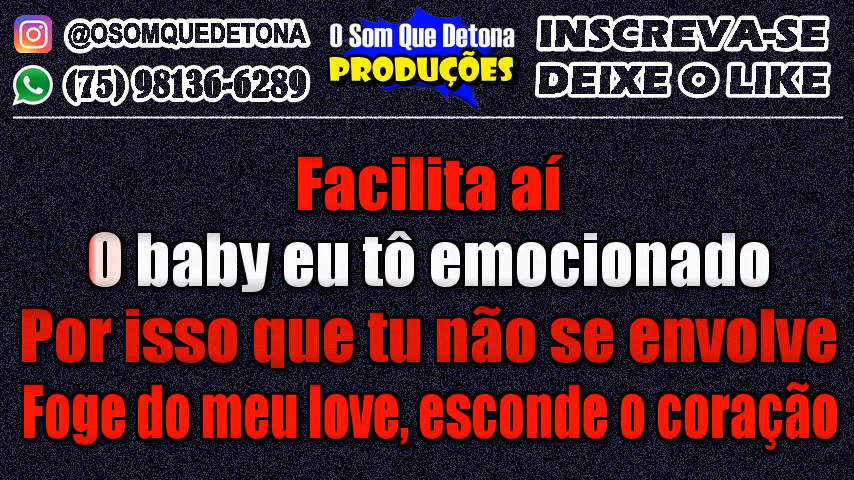 @OSOMQUEDETONA
(75) 98136-6289
O Som Que Detona
PRODUÇÕES
INSCREVA-SE
DEIXE O LIKE
Facilita aí
O baby eu tô emocionado
Por isso que tu não se envolve
Foge do meu love, esconde o coração